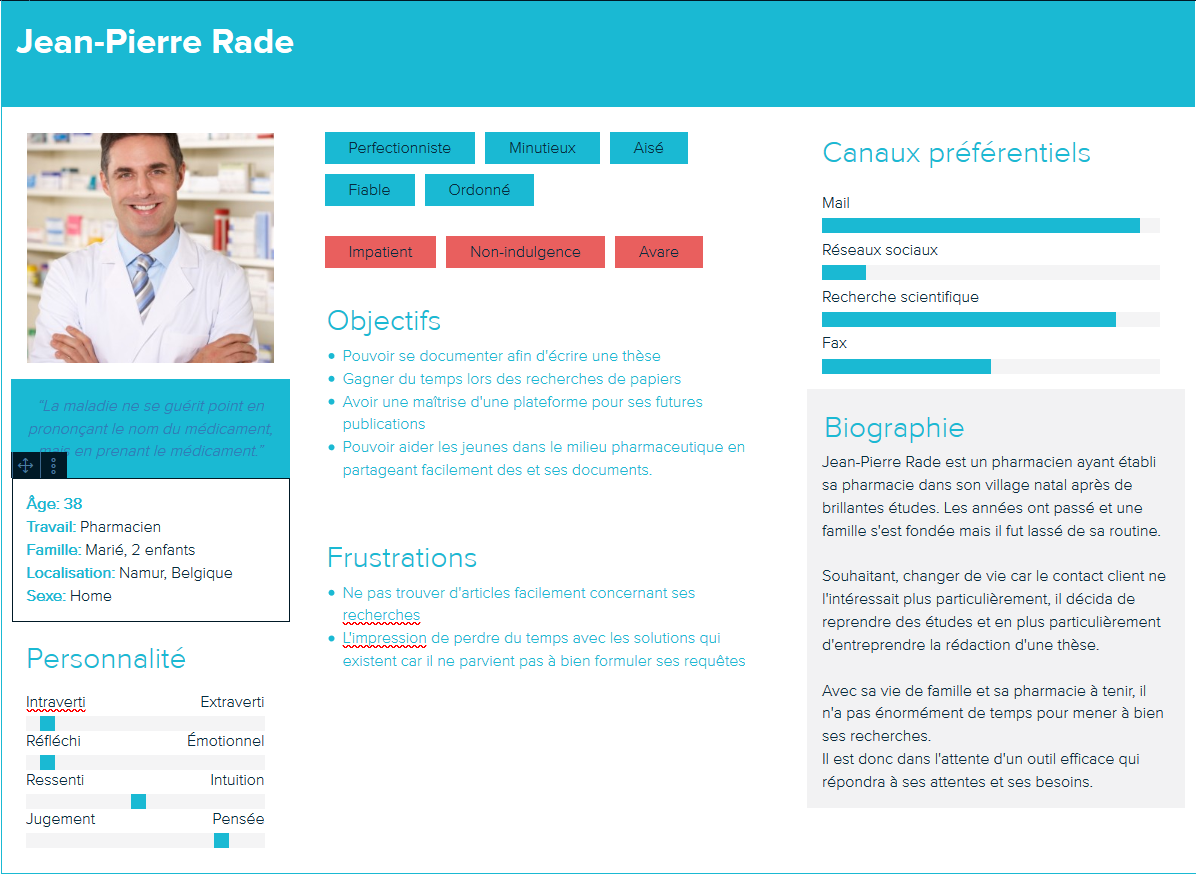 Jean-Pierre Rade
"La maladie ne se guérit point en
prononçant le nom du médicament,
mais en prenant le médicament."
Âge: 38
Travail: Pharmacien
Famille: Marié, 2 enfants
Localisation: Namur, Belgique
Sexe: Home
Personnalité
Intraverti Extraverti
Réfléchi Émotionnel
Ressenti Intuition
Jugement Pensée
Perfectionniste Minutieux Aisé
Fiable Ordonné
Impatient Non-indulgence Avare
Objectifs
• Pouvoir se documenter afin d'écrire une thèse
• Gagner du temps lors des recherches de papiers
• Avoir une maîtrise d'une plateforme pour ses futures
publications
• Pouvoir aider les jeunes dans le milieu pharmaceutique en
partageant facilement des et ses documents.
Frustrations
• Ne pas trouver d'articles facilement concernant ses
recherches
• L'impression de perdre du temps avec les solutions qui
existent car il ne parvient pas à bien formuler ses requêtes
Canaux préférentiels
Mail
Réseaux sociaux
Recherche scientifique
Fax
Biographie
Jean-Pierre Rade est un pharmacien ayant établi
sa pharmacie dans son village natal après de
brillantes études. Les années ont passé et une
famille s'est fondée mais il fut lassé de sa routine.
Souhaitant, changer de vie car le contact client ne
l'intéressait plus particulièrement, il décida de
reprendre des études et en plus particulièrement
d'entreprendre la rédaction d'une thèse.
Avec sa vie de famille et sa pharmacie à tenir, il
n'a pas énormément de temps pour mener à bien
ses recherches.
Il est donc dans l'attente d'un outil efficace qui
répondra à ses attentes et ses besoins.